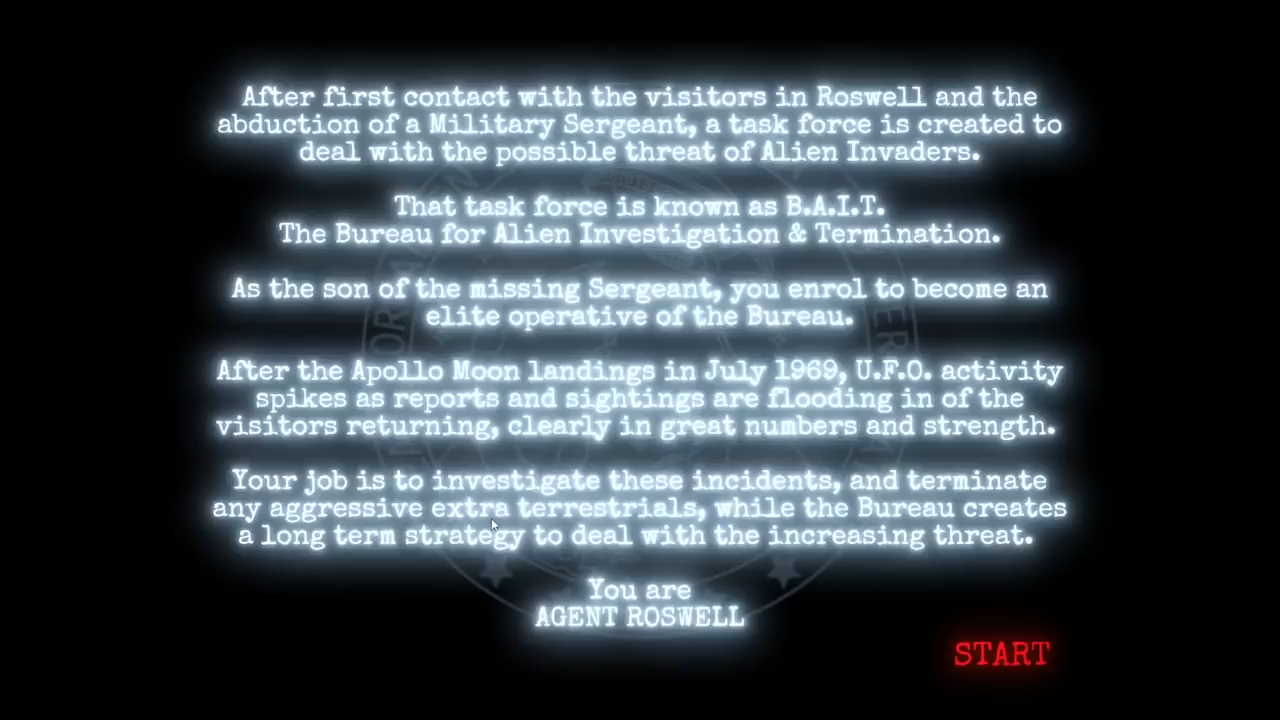 After first contact with the visitors in Roswell and the
abduction of a Military Sergeant, a task force is created to
deal with the possible threat of Alien Invaders.
That task force is known as B.A.I.T.
The Bureau for Alien Investigation & Termination.
As the son of the missing Sergeant, you enrol to become an
elite operative of the Bureau.
After the Apollo Moon landings in July 1969, U.F.O. activity
spikes as reports and sightings are flooding in of the
visitors returning, clearly in great numbers and strength.
Your job is to investigate these incidents, and terminate
any aggressive extra terrestrials, while the Bureau creates
a long term strategy to deal with the increasing threat.
You are
AGENT ROSWELL
START